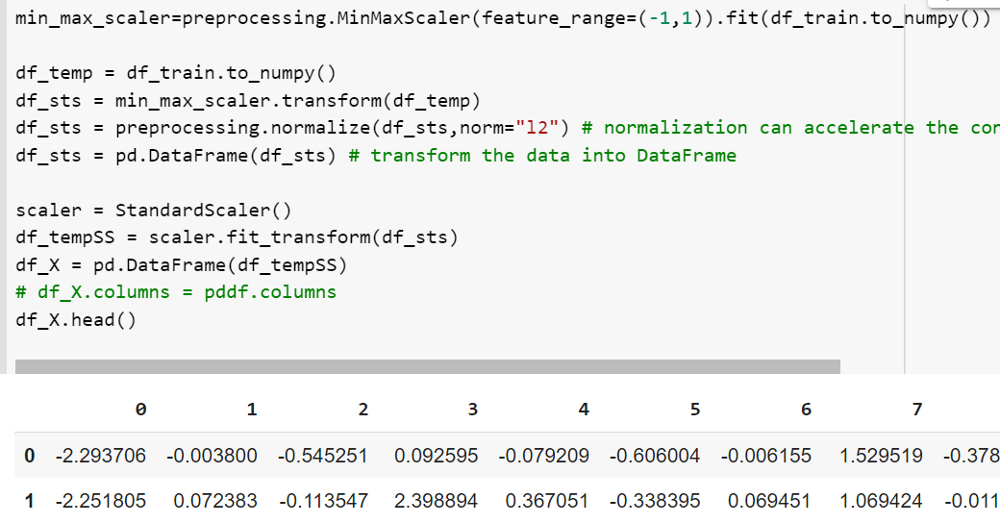 min_max_scaler=preprocessing.MinMaxScaler(feature_range=(-1,1)).fit(df_train.to_numpy())
df_temp = df_train.to_numpy()
df_sts = min_max_scaler.transform(df_temp)
df_sts = preprocessing.normalize(df_sts,norm="l2") # normalization can accelerate the con
df_sts = pd.DataFrame(df_sts) # transform the data into DataFrame
scaler = StandardScaler()
df_tempSS = scaler.fit_transform(df_sts)
df_X = pd.DataFrame(df_tempSS)
# df_X.columns = pddf.columns
df_X.head()
0 1 2 3 4 5 6 7
0 -2.293706 -0.003800 -0.545251 0.092595 -0.079209 -0.606004 -0.006155 1.529519 -0.378
1 -2.251805 0.072383 -0.113547 2.398894 0.367051 -0.338395 0.069451 1.069424 -0.011